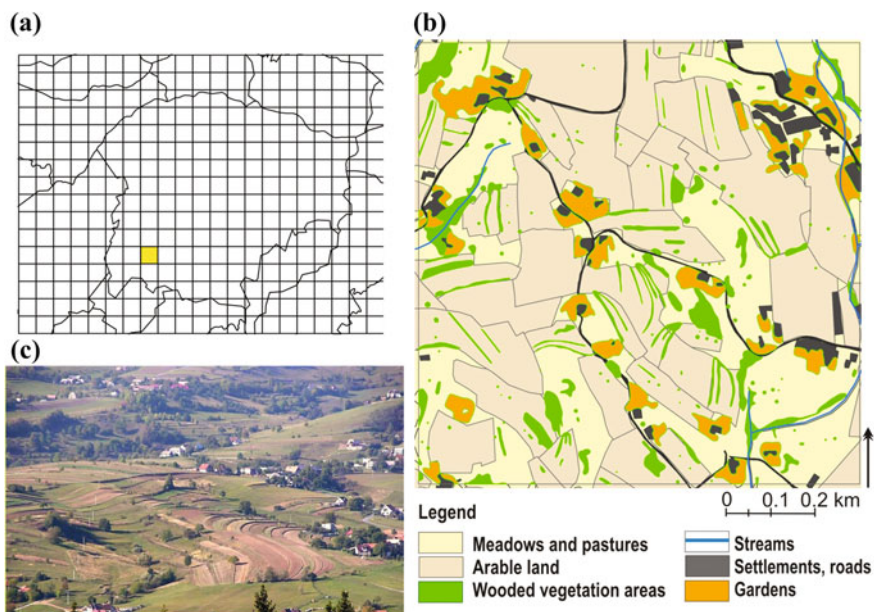 (a)
(b)
(c)
0 0.1 0.2 km
Legend
Meadows and pastures
Arable land
Wooded vegetation areas
Streams
Settlements, roads
Gardens